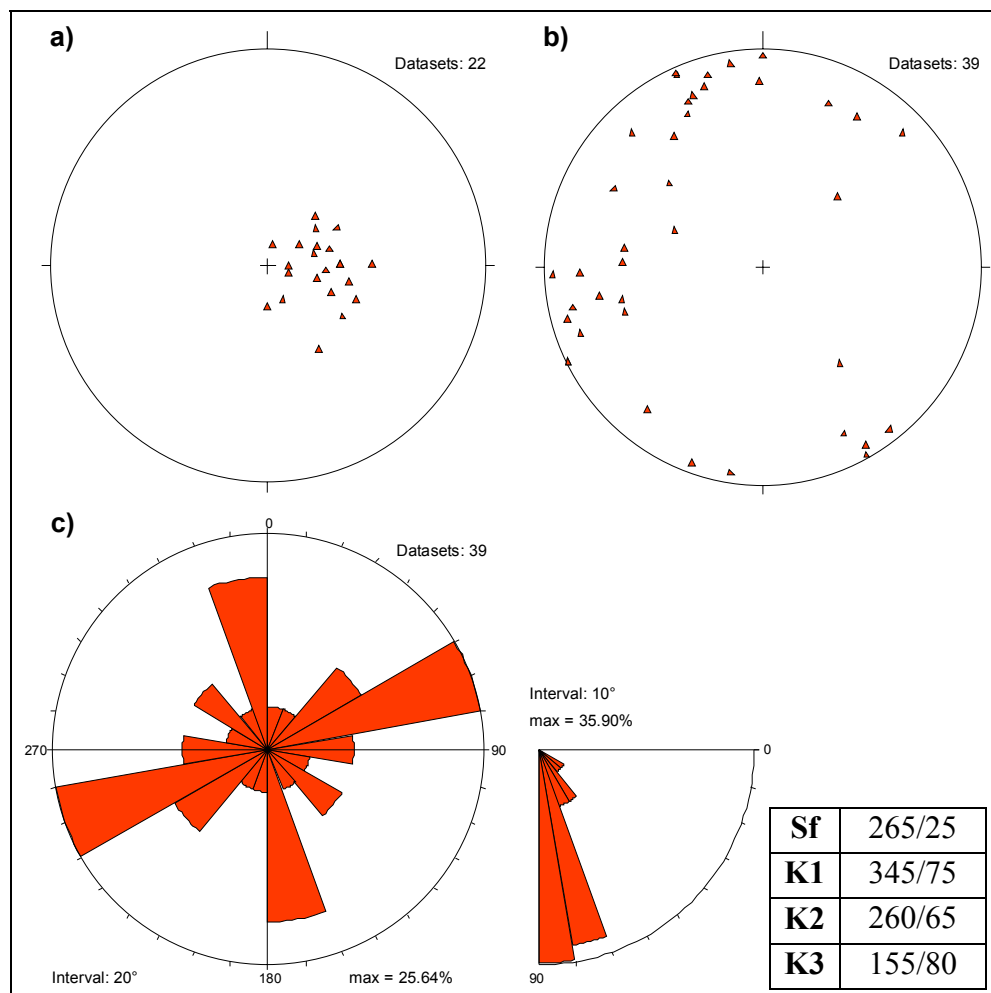 a)
Datasets: 22
b)
Datasets: 39
c)
0
Datasets: 39
270
90
Interval: 20°
180
max = 25.64%
Interval: 10°
max = 35.90%
0
90
Sf 265/25
K1 345/75
K2 260/65
K3 155/80